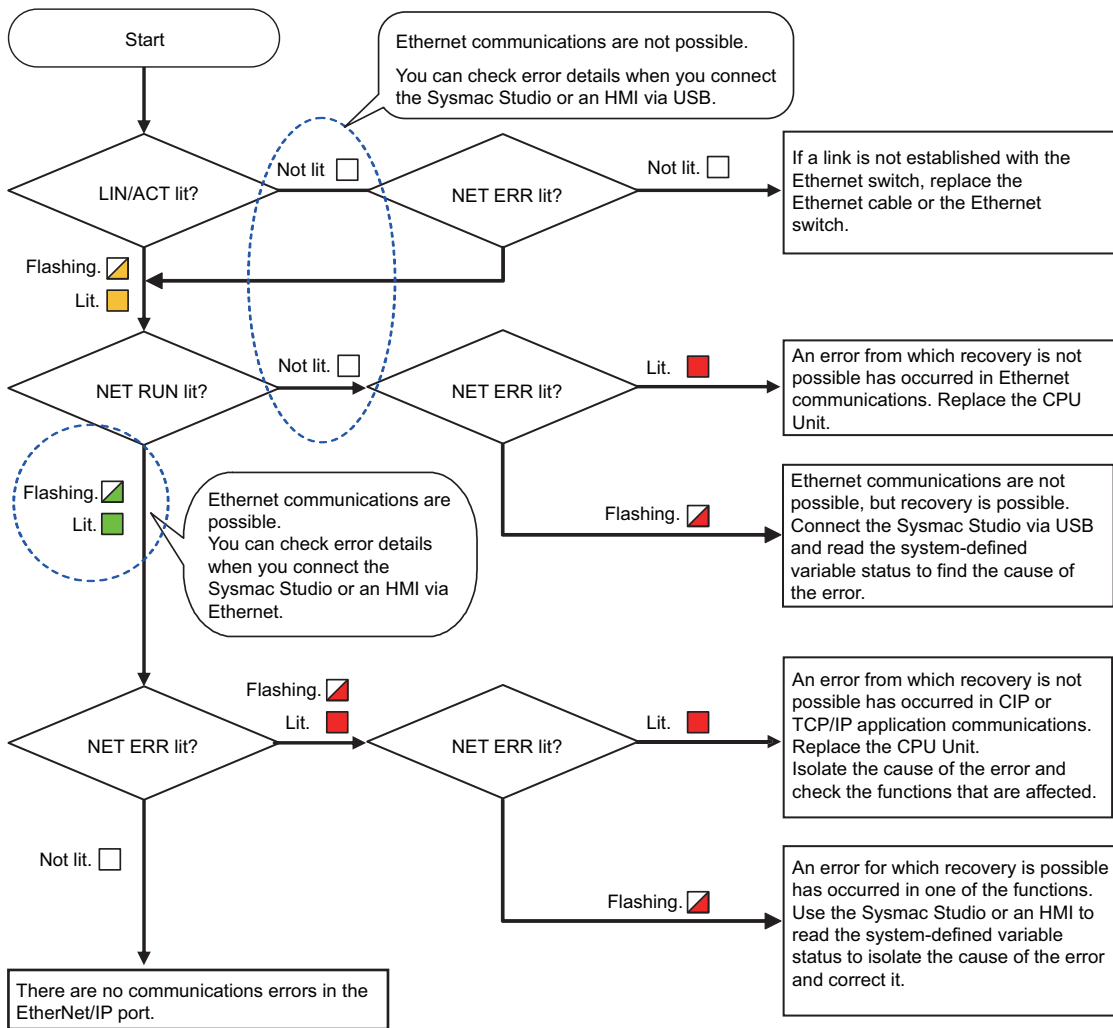 Start
Ethernet communications are not possible.
You can check error details when you connect
the Sysmac Studio or an HMI via USB.
LIN/ACT lit?
Not lit
NET ERR lit?
Not lit.
If a link is not established with the
Ethernet switch, replace the
Ethernet cable or the Ethernet
switch.
Flashing.
Lit.
NET RUN lit?
Not lit.
NET ERR lit?
Lit.
An error from which recovery is not
possible has occurred in Ethernet
communications. Replace the CPU
Unit.
Flashing.
Lit.
Ethernet communications are
possible.
You can check error details
when you connect the
Sysmac Studio or an HMI via
Ethernet.
Flashing.
Ethernet communications are not
possible, but recovery is possible.
Connect the Sysmac Studio via USB
and read the system-defined
variable status to find the cause of
the error.
NET ERR lit?
Flashing.
Lit.
NET ERR lit?
Lit.
An error from which recovery is not
possible has occurred in CIP or
TCP/IP application communications.
Replace the CPU Unit.
Isolate the cause of the error and
check the functions that are affected.
Not lit.
Flashing.
An error for which recovery is possible
has occurred in one of the functions.
Use the Sysmac Studio or an HMI to
read the system-defined variable
status to isolate the cause of the error
and correct it.
There are no communications errors in the
EtherNet/IP port.